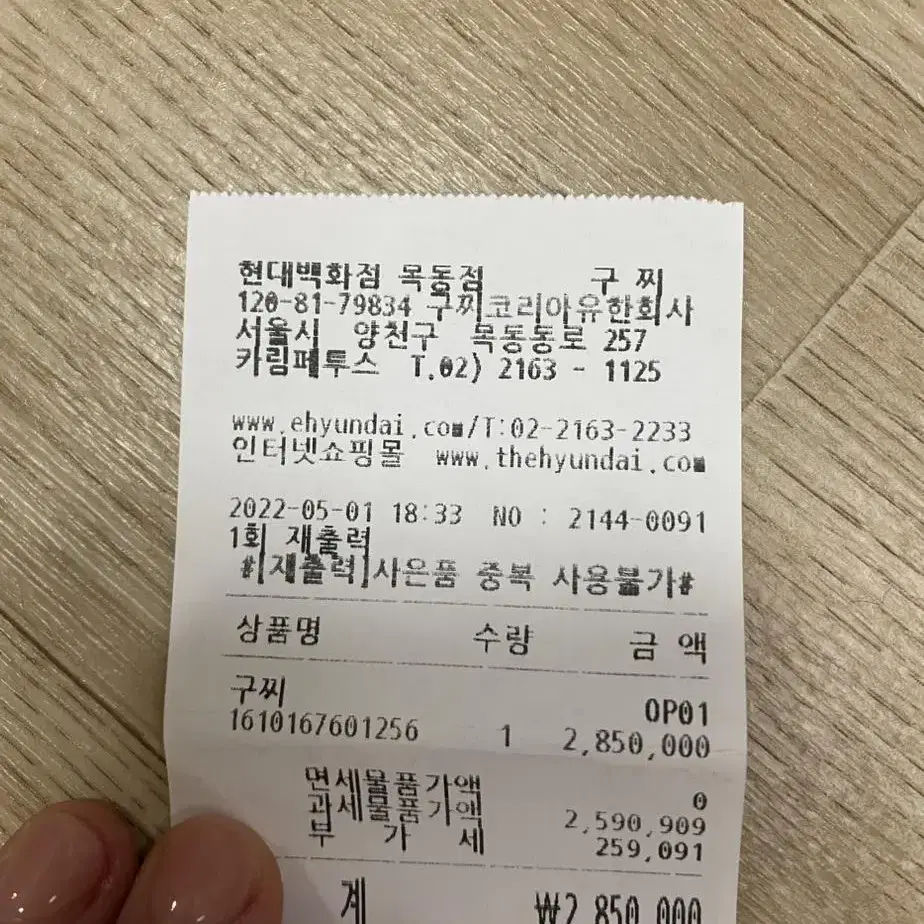 현대백화점 목동점 구 찌
120-81-79834 구찌코리아유한회사
서울시 양천구 목동동로 257
카림페투스 T.02) 2163 - 1125
www.ehyundai.com/T:02-2163-2233
인터넷쇼핑몰 www.thehyundai.com
2022-05-01 18:33 NO : 2144-0091
1회 재출력
#[재출력]사은품 중복 사용불가#
상품명 수량 금 액
구찌 OP01
1610167601256 1 2,850,000
면세물품가액 0
과세물품가액 2,590,909
부 가 세 259,091
계 ₩2,850,000